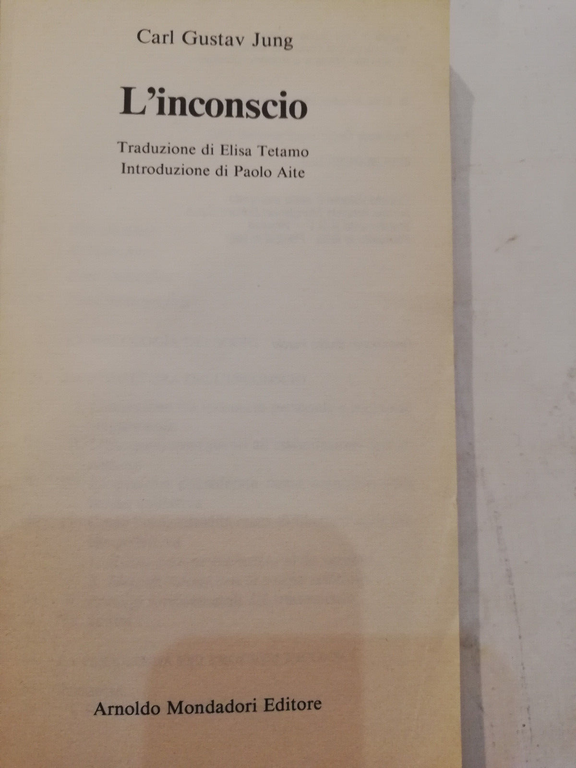 Carl Gustav Jung
L'inconscio
Traduzione di Elisa Tetamo
Introduzione di Paolo Aite
Arnoldo Mondadori Editore